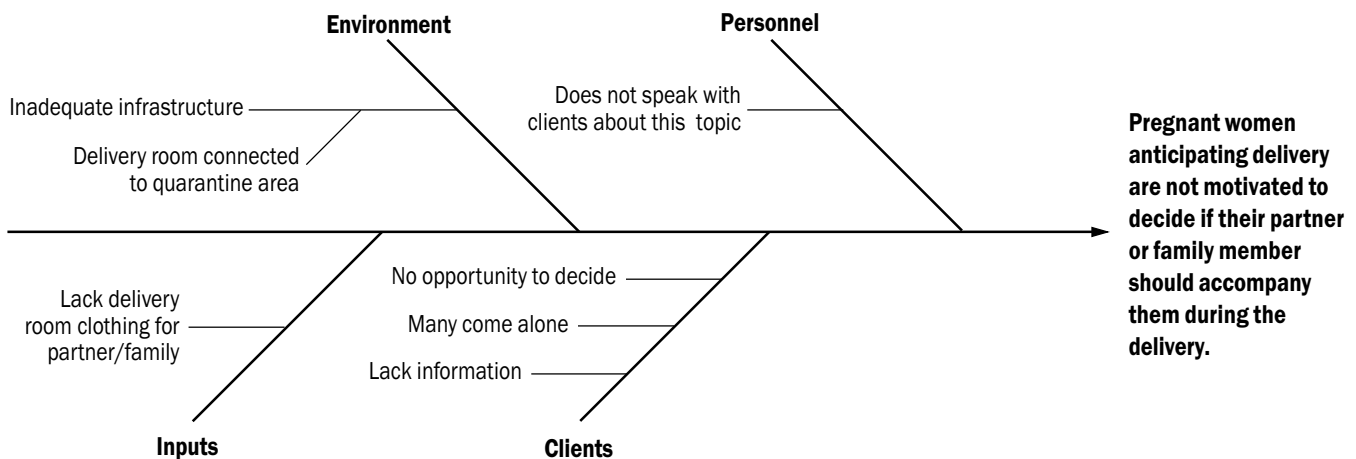 Environment
Personnel
Inadequate infrastructure
Delivery room connected
to quarantine area
Does not speak with
clients about this topic
Pregnant women
anticipating delivery
are not motivated to
decide if their partner
or family member
should accompany
them during the
delivery.
Lack delivery
room clothing for
partner/family
No opportunity to decide
Many come alone
Lack information
Inputs
Clients